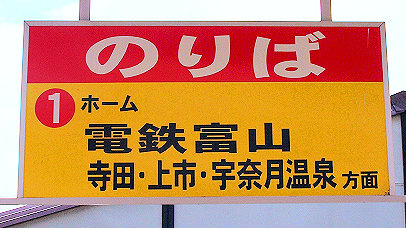 のりば
1 ホーム
電鉄富山
寺田・上市・宇奈月温泉 方面